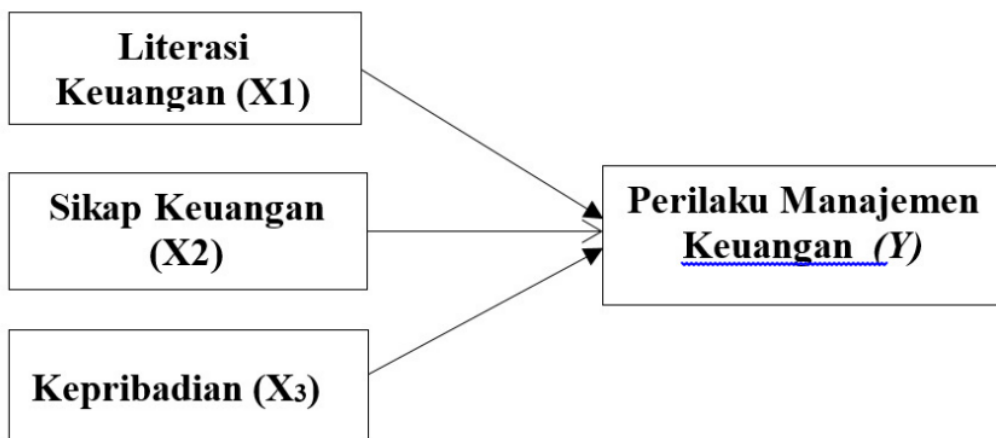 Literasi
Keuangan (X1)
Sikap Keuangan
(X2)
Kepribadian (X3)
Perilaku Manajemen
Keuangan (Y)